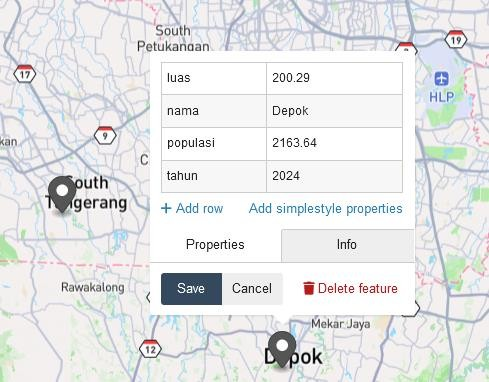 South
Petukangan
19
17
HLP
9
South
Tangerang
luas 200.29
nama Depok
populasi 2163.64
tahun 2024
+ Add row Add simplestyle properties
Properties Info
Save Cancel Delete feature
Rawakalong
Mekar Jaya
12
Depok